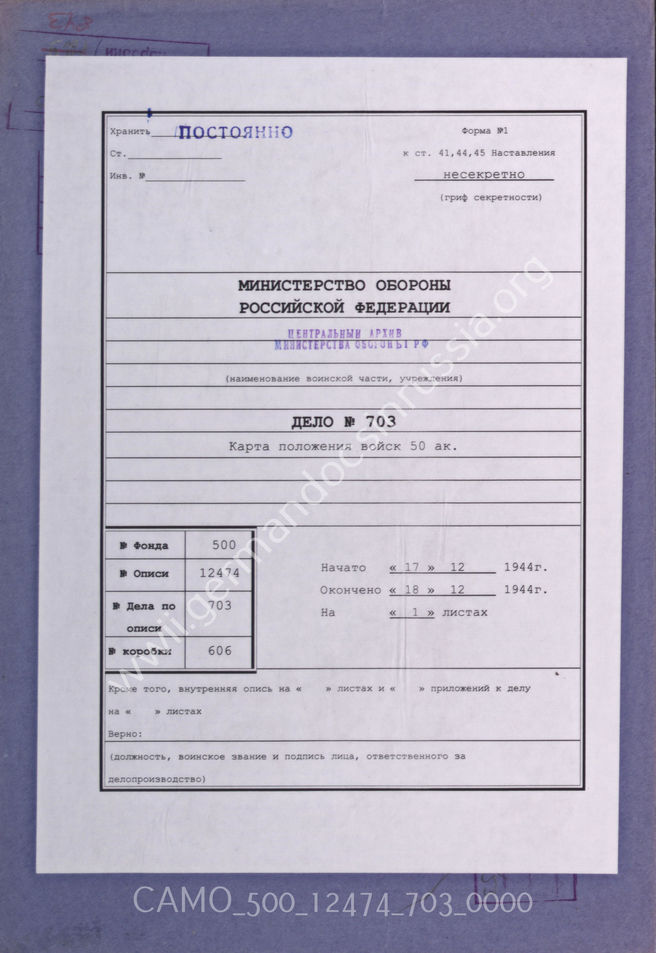 Хранить ПОСТОЯННО
Форма №1
Ст.
к ст. 41,44,45 Наставления
Инв. №
несекретно
(гриф секретности)
МИНИСТЕРСТВО ОБОРОНЫ
РОССИЙСКОЙ ФЕДЕРАЦИИ
ЦЕНТРАЛЬНЫЙ АРХИВ
МИНИСТЕРСТВА ОБОРОНЫ РФ
(наименование воинской части, учреждения)
ДЕЛО № 703
Карта положения войск 50 ак.
№ Фонда 500
№ Описи 12474
№ Дела по описи 703
№ коробки 606
Начато « 17 » 12 1944г.
Окончено « 18 » 12 1944г.
На « 1 » листах
Кроме того, внутренняя опись на « » листах и « » приложений к делу
на « » листах
Верно:
(должность, воинское звание и подпись лица, ответственного за
делопроизводство)
www.germandocsinrussia.org
CAMO_500_12474_703_0000